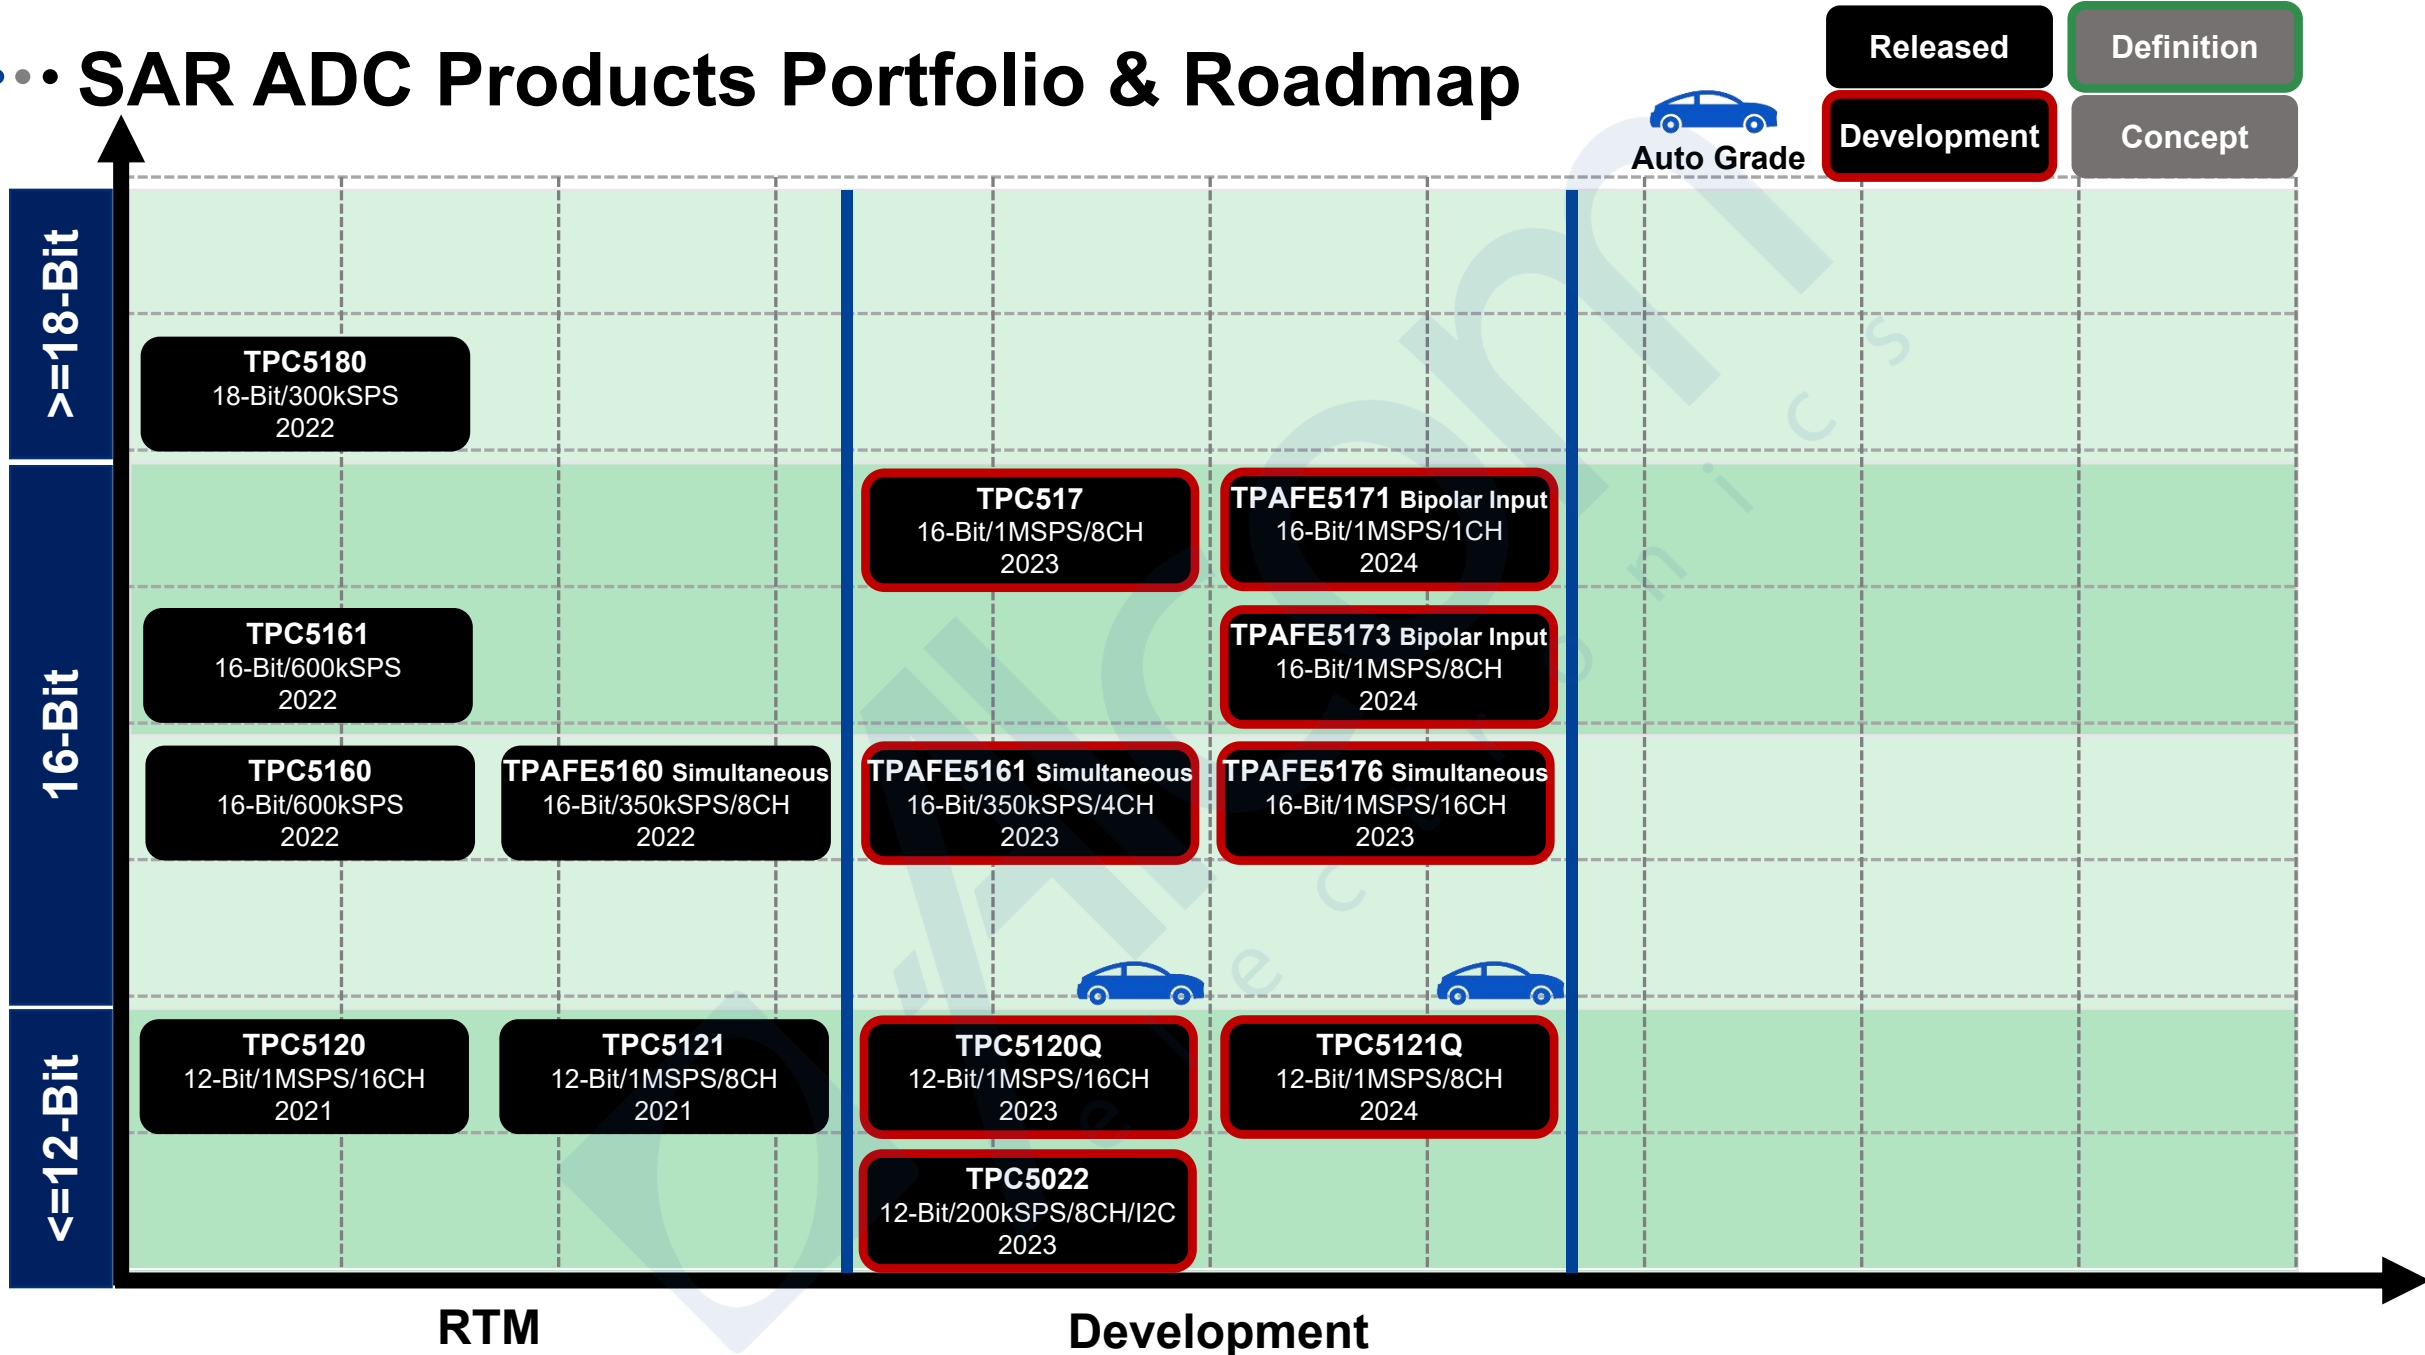 SAR ADC Products Portfolio & Roadmap
Released
Definition
Auto Grade
Development
Concept
>=18-Bit
TPC5180
18-Bit/300kSPS
2022
16-Bit
TPC517
16-Bit/1MSPS/8CH
2023
TPAFE5171 Bipolar Input
16-Bit/1MSPS/1CH
2024
TPC5161
16-Bit/600kSPS
2022
TPAFE5173 Bipolar Input
16-Bit/1MSPS/8CH
2024
TPC5160
16-Bit/600kSPS
2022
TPAFE5160 Simultaneous
16-Bit/350kSPS/8CH
2022
TPAFE5161 Simultaneous
16-Bit/350kSPS/4CH
2023
TPAFE5176 Simultaneous
16-Bit/1MSPS/16CH
2023
<=12-Bit
TPC5120
12-Bit/1MSPS/16CH
2021
TPC5121
12-Bit/1MSPS/8CH
2021
TPC5120Q
12-Bit/1MSPS/16CH
2023
TPC5121Q
12-Bit/1MSPS/8CH
2024
TPC5022
12-Bit/200kSPS/8CH/I2C
2023
RTM
Development